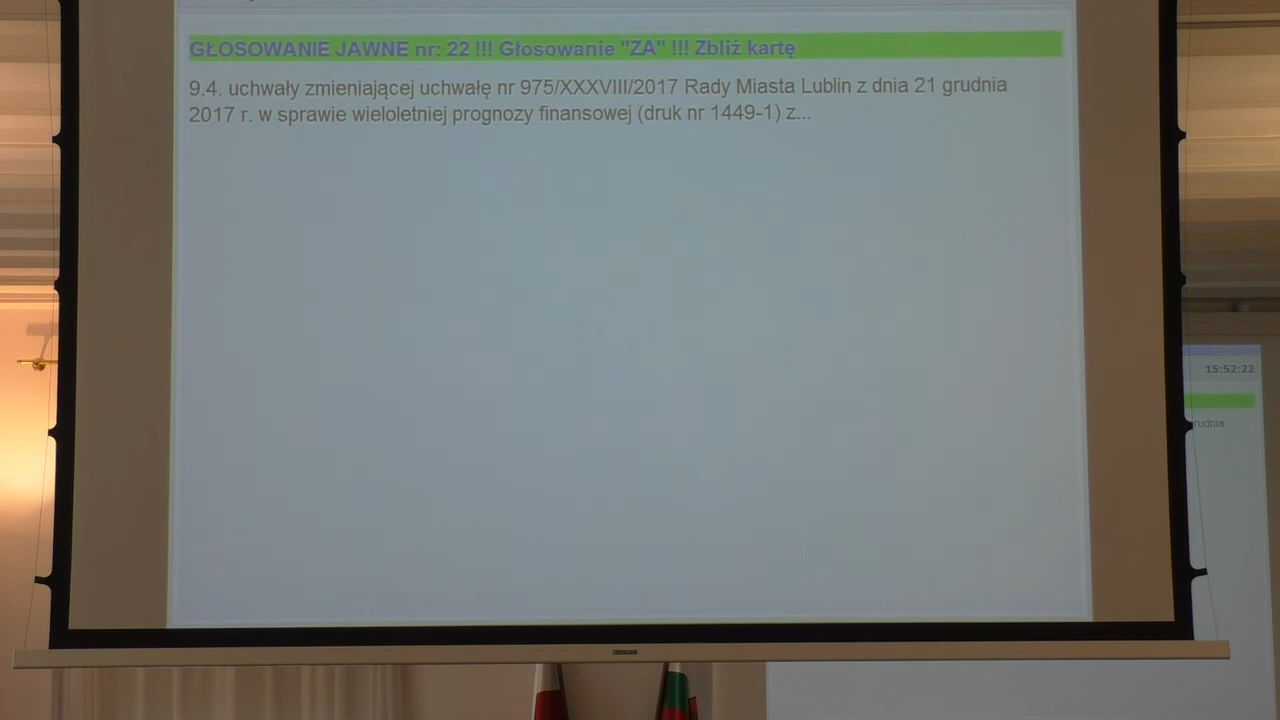 GŁOSOWANIE JAWNE nr: 22 !!! Głosowanie "ZA" !!! Zbliż kartę
9.4. uchwały zmieniającej uchwałę nr 975/XXXVIII/2017 Rady Miasta Lublin z dnia 21 grudnia
2017 r. w sprawie wieloletniej prognozy finansowej (druk nr 1449-1) z...
15:52:22
rudnia